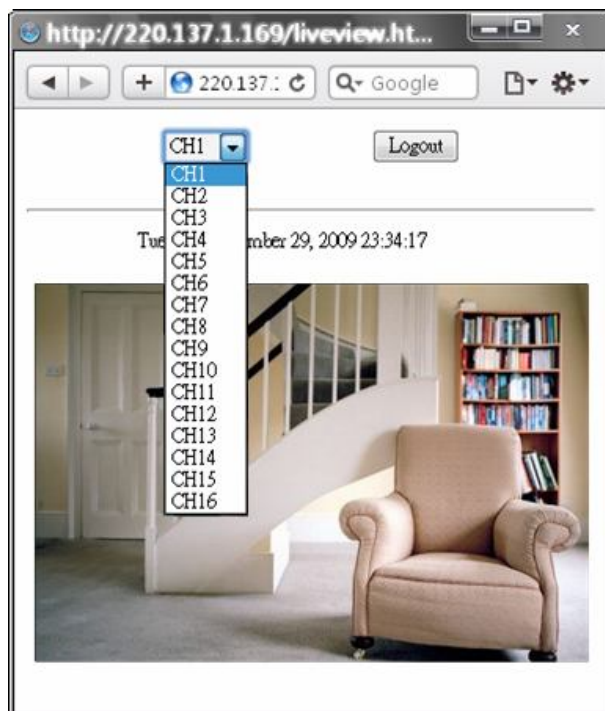 http://220.137.1.169/liveview.ht...
220.137.:
Google
CH1
Logout
CH1
CH2
CH3
CH4
CH5
CH6
CH7
CH8
CH9
CH10
CH11
CH12
CH13
CH14
CH15
CH16
Tue mber 29, 2009 23:34:17